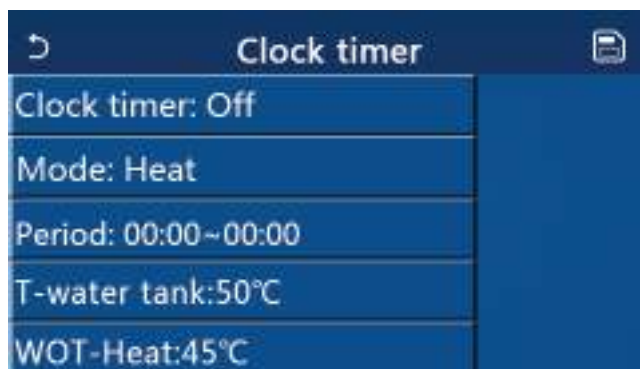 Clock timer
Clock timer: Off
Mode: Heat
Period: 00:00~00:00
T-water tank:50℃
WOT-Heat:45℃